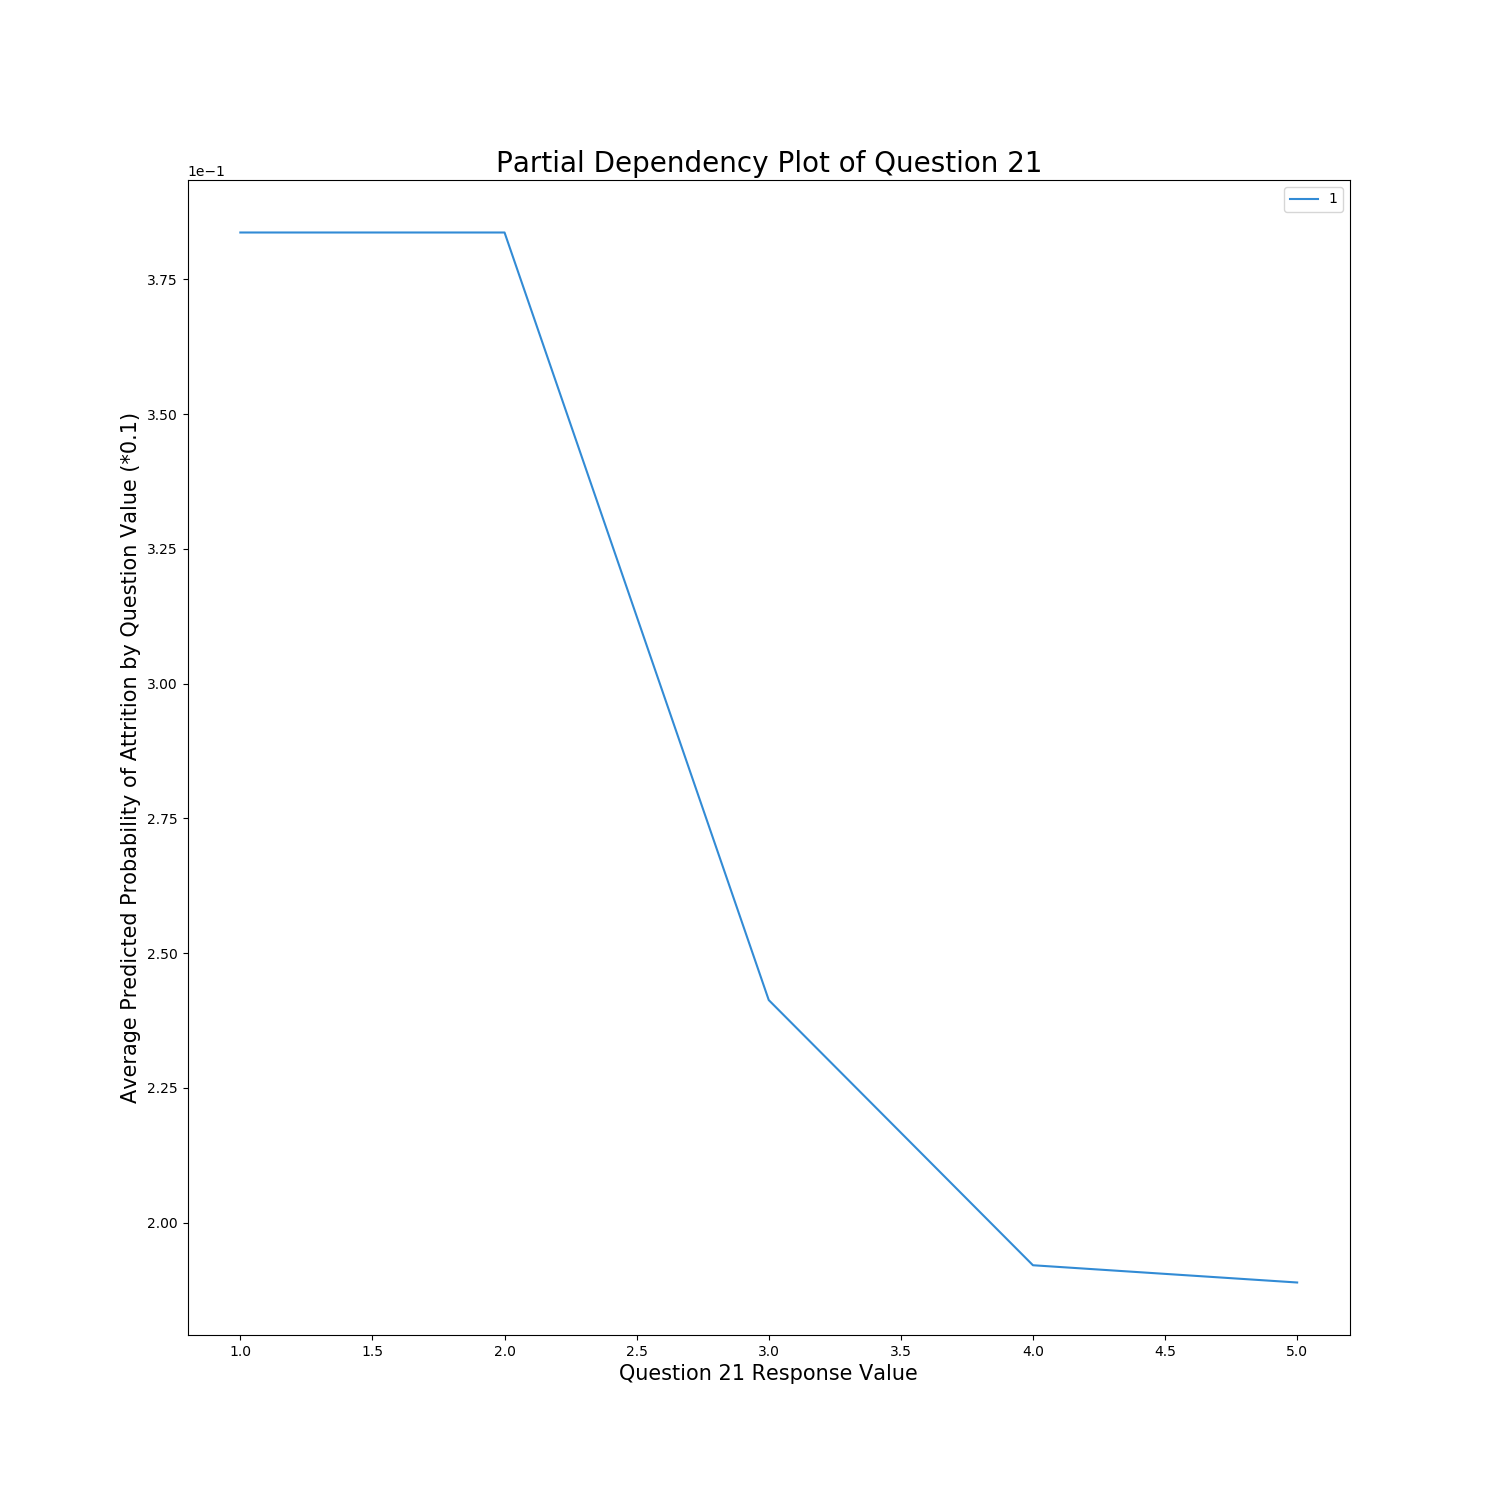 Partial Dependency Plot of Question 21
1e−1
1
3.75
3.50
3.25
3.00
2.75
2.50
2.25
2.00
Average Predicted Probability of Attrition by Question Value (*0.1)
1.0 1.5 2.0 2.5 3.0 3.5 4.0 4.5 5.0
Question 21 Response Value